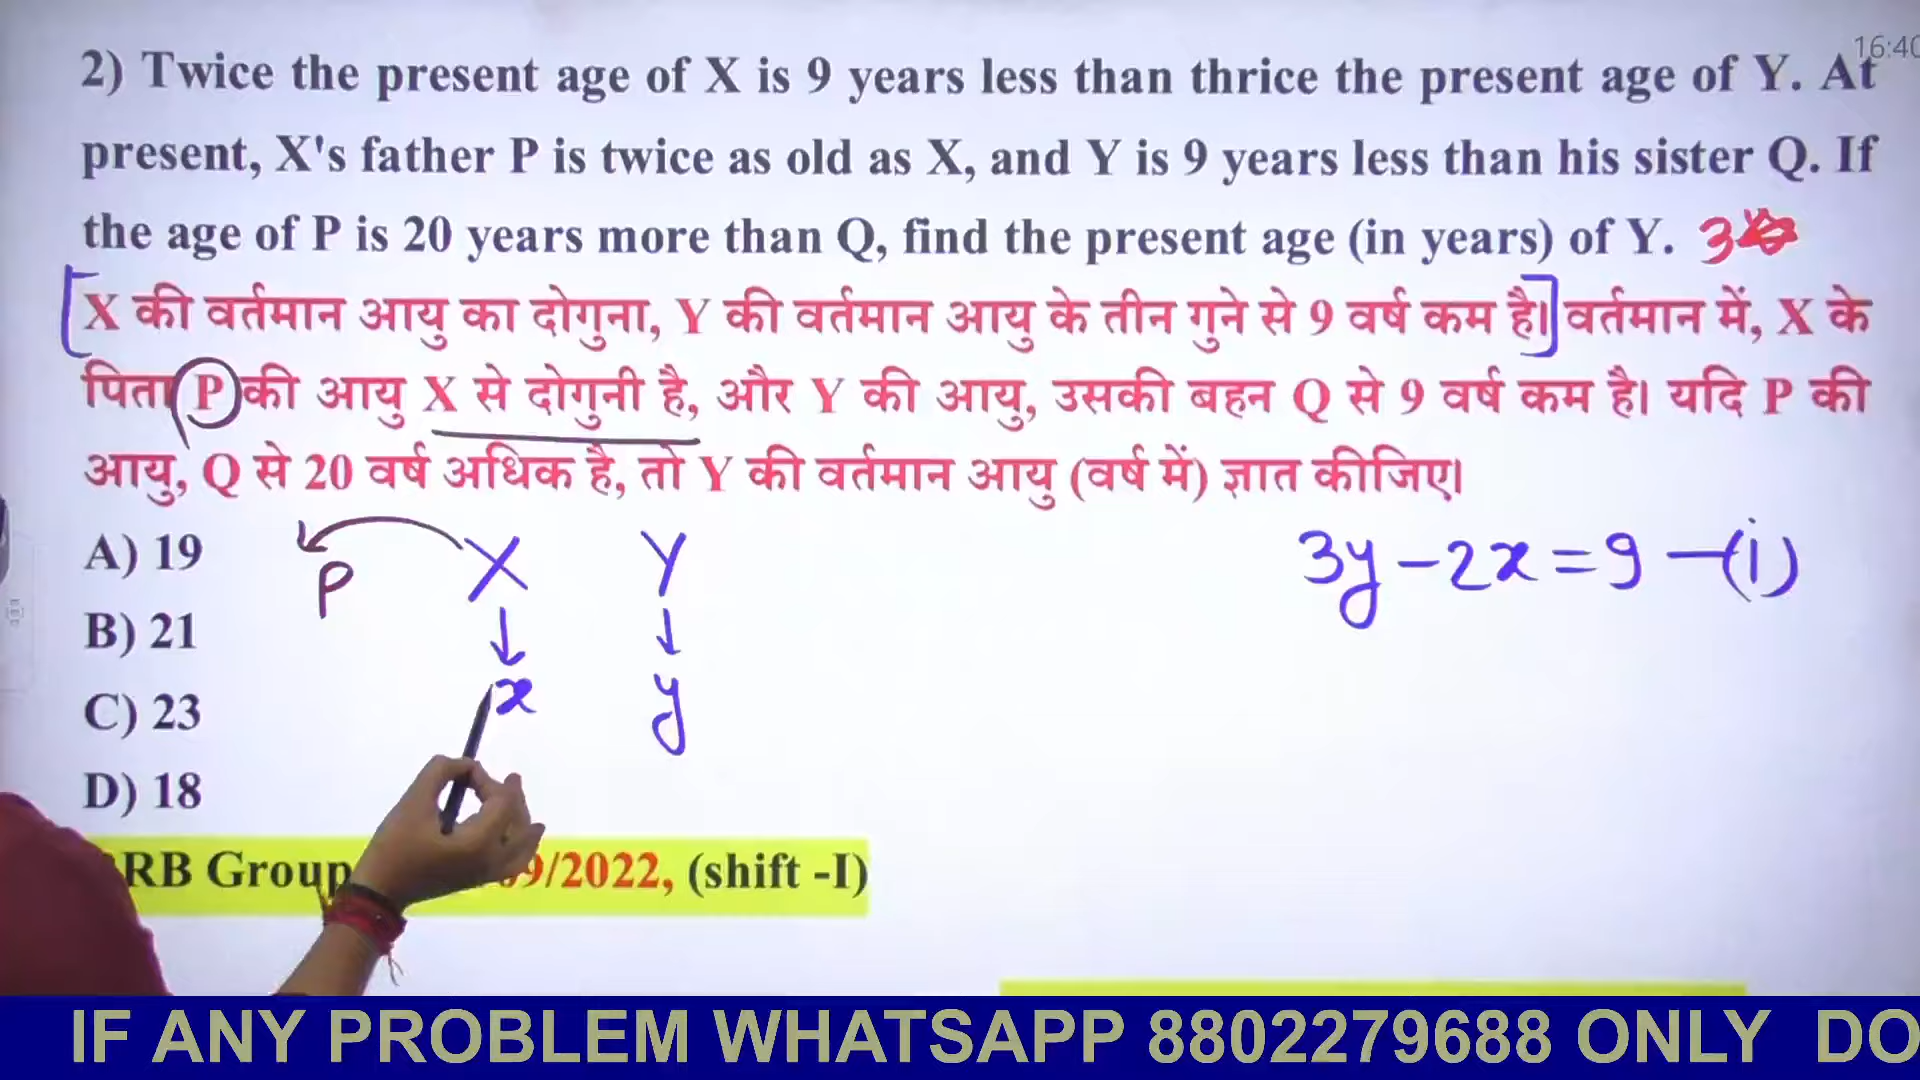 16:40
2) Twice the present age of X is 9 years less than thrice the present age of Y. At
present, X's father P is twice as old as X, and Y is 9 years less than his sister Q. If
the age of P is 20 years more than Q, find the present age (in years) of Y. 3
X की वर्तमान आयु का दोगुना, Y की वर्तमान आयु के तीन गुने से 9 वर्ष कम है। वर्तमान में, X के
पिता P की आयु X से दोगुनी है, और Y की आयु, उसकी बहन Q से 9 वर्ष कम है। यदि P की
आयु, Q से 20 वर्ष अधिक है, तो Y की वर्तमान आयु (वर्ष में) ज्ञात कीजिए।
A) 19
P X Y
3y-2x=9-(i)
B) 21
C) 23
x y
D) 18
RB Group 09/2022, (shift -I)
IF ANY PROBLEM WHATSAPP 8802279688 ONLY DO